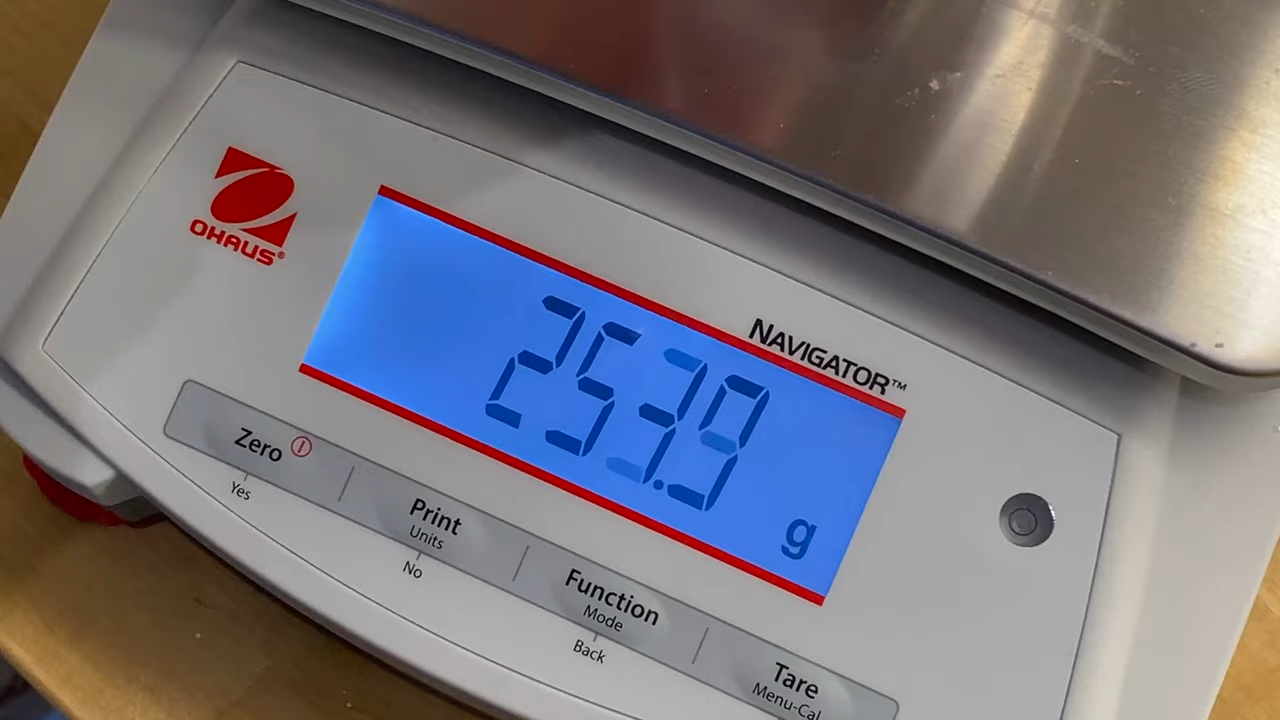 OHAUS®
NAVIGATOR™
253.9 g
Zero
Yes
Print
Units
No
Function
Mode
Back
Tare
Menu-Cal